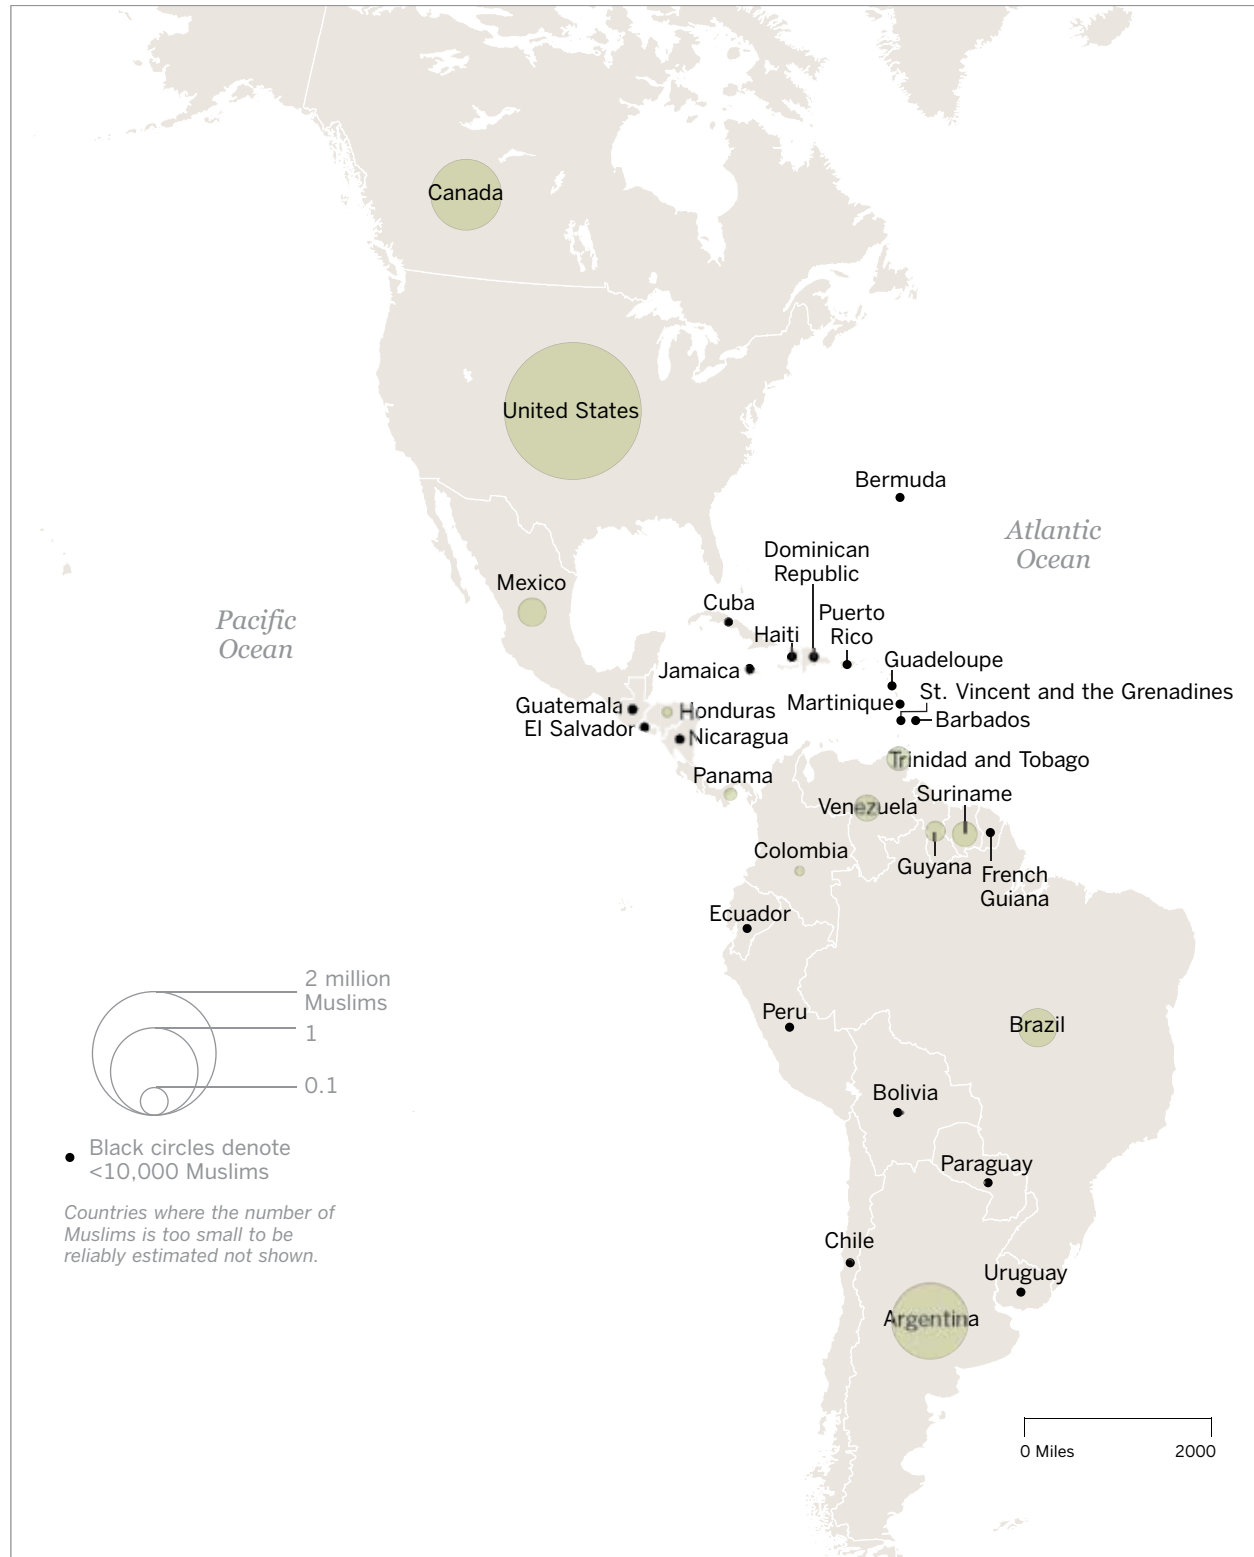 Canada
United States
Bermuda
Atlantic
Ocean
Dominican
Republic
Mexico
Cuba
Puerto
Rico
Pacific
Ocean
Haiti
Guadeloupe
Jamaica
St. Vincent and the Grenadines
Martinique
Guatemala
Honduras
Barbados
El Salvador
Nicaragua
Trinidad and Tobago
Panama
Suriname
Venezuela
Colombia
Guyana
French
Guiana
Ecuador
2 million
Muslims
Peru
Brazil
1
0.1
Bolivia
Black circles denote
<10,000 Muslims
Paraguay
Countries where the number of
Muslims is too small to be
reliably estimated not shown.
Chile
Uruguay
Argentina
0 Miles
2000